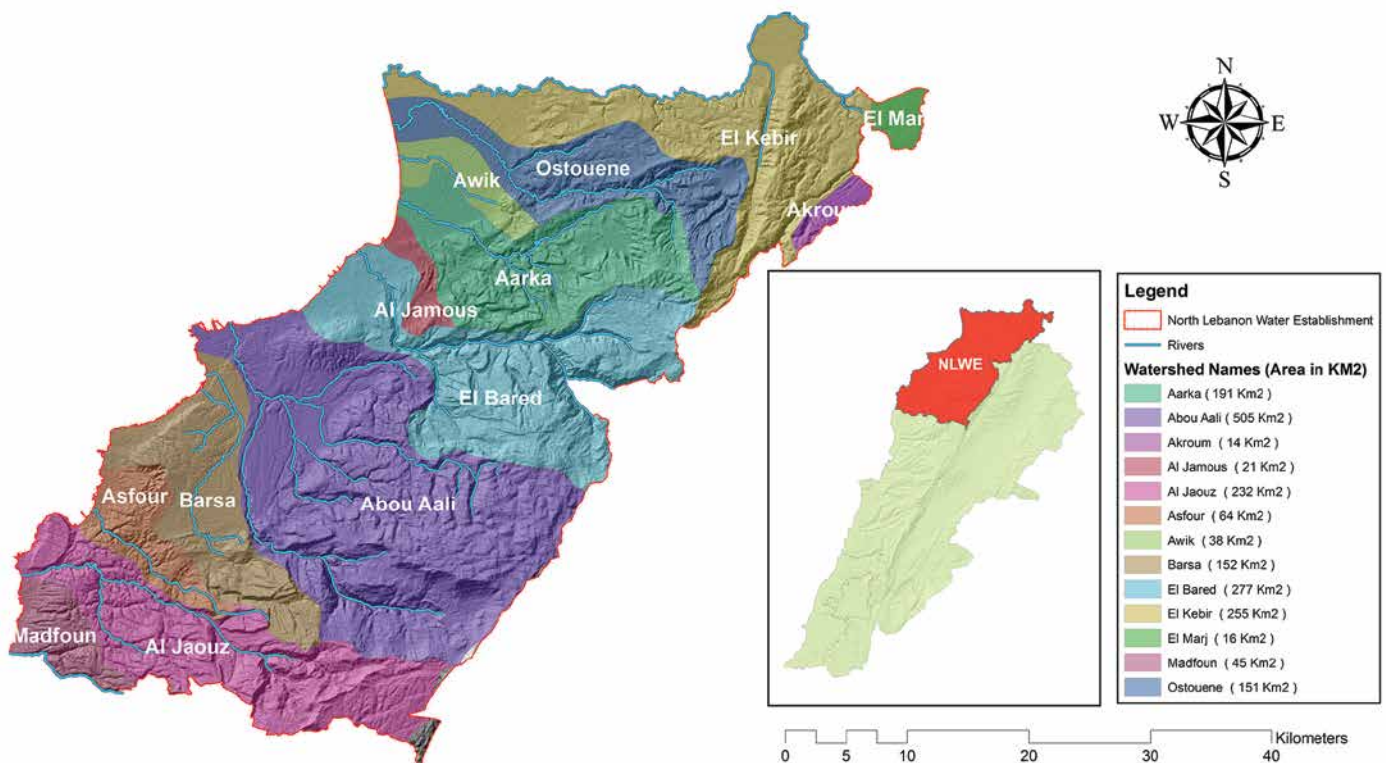 N
W E
S
El Kebir
El Mar
Ostouene
Awik
Akroum
Aarka
Al Jamous
El Bared
Abou Aali
Asfour
Barsa
Madfoun
Al Jaouz
NLWE
Legend
North Lebanon Water Establishment
Rivers
Watershed Names (Area in KM2)
Aarka ( 191 Km2 )
Abou Aali ( 505 Km2 )
Akroum ( 14 Km2 )
Al Jamous ( 21 Km2 )
Al Jaouz ( 232 Km2 )
Asfour ( 64 Km2 )
Awik ( 38 Km2 )
Barsa ( 152 Km2 )
El Bared ( 277 Km2 )
El Kebir ( 255 Km2 )
El Marj ( 16 Km2 )
Madfoun ( 45 Km2 )
Ostouene ( 151 Km2 )
Kilometers
0 5 10 20 30 40